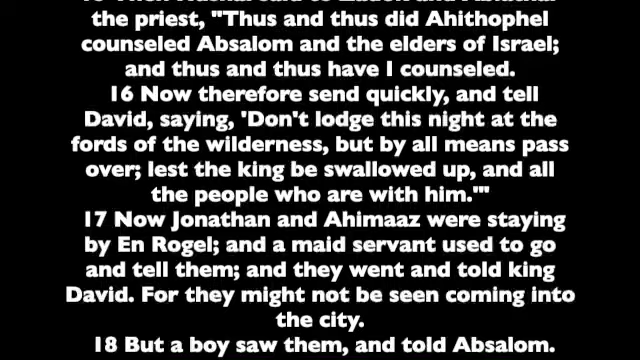 the priest, "Thus and thus did Ahithophel
counseled Absalom and the elders of Israel;
and thus and thus have I counseled.
16 Now therefore send quickly, and tell
David, saying, 'Don't lodge this night at the
fords of the wilderness, but by all means pass
over; lest the king be swallowed up, and all
the people who are with him.'"
17 Now Jonathan and Ahimaaz were staying
by En Rogel; and a maid servant used to go
and tell them; and they went and told king
David. For they might not be seen coming into
the city.
18 But a boy saw them, and told Absalom.